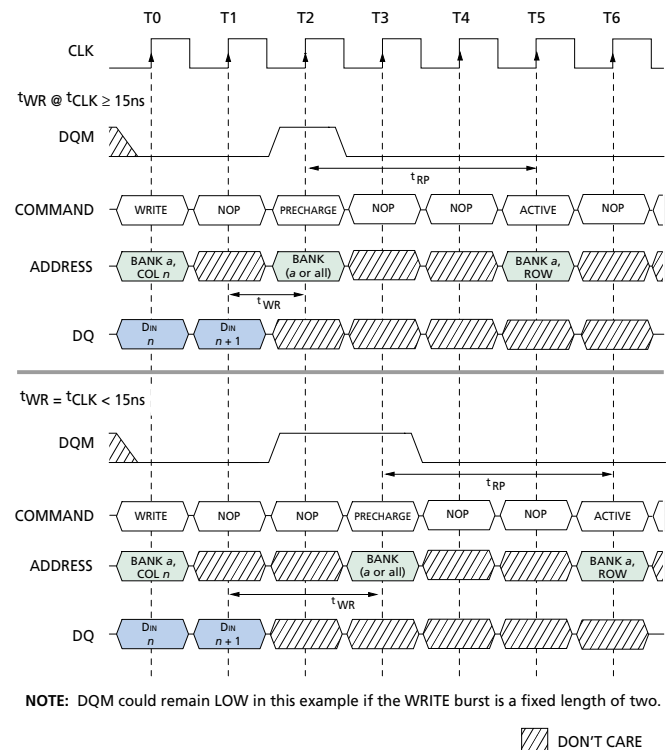 T0 T1 T2 T3 T4 T5 T6
CLK
tWR @ tCLK ≥ 15ns
DQM
tRP
COMMAND WRITE NOP PRECHARGE NOP NOP ACTIVE NOP
ADDRESS BANK a, COL n BANK (a or all) BANK a, ROW
tWR
DQ DIN n DIN n + 1
tWR = tCLK < 15ns
DQM
tRP
COMMAND WRITE NOP NOP PRECHARGE NOP NOP ACTIVE
ADDRESS BANK a, COL n BANK (a or all) BANK a, ROW
tWR
DQ DIN n DIN n + 1
NOTE: DQM could remain LOW in this example if the WRITE burst is a fixed length of two.
DON'T CARE